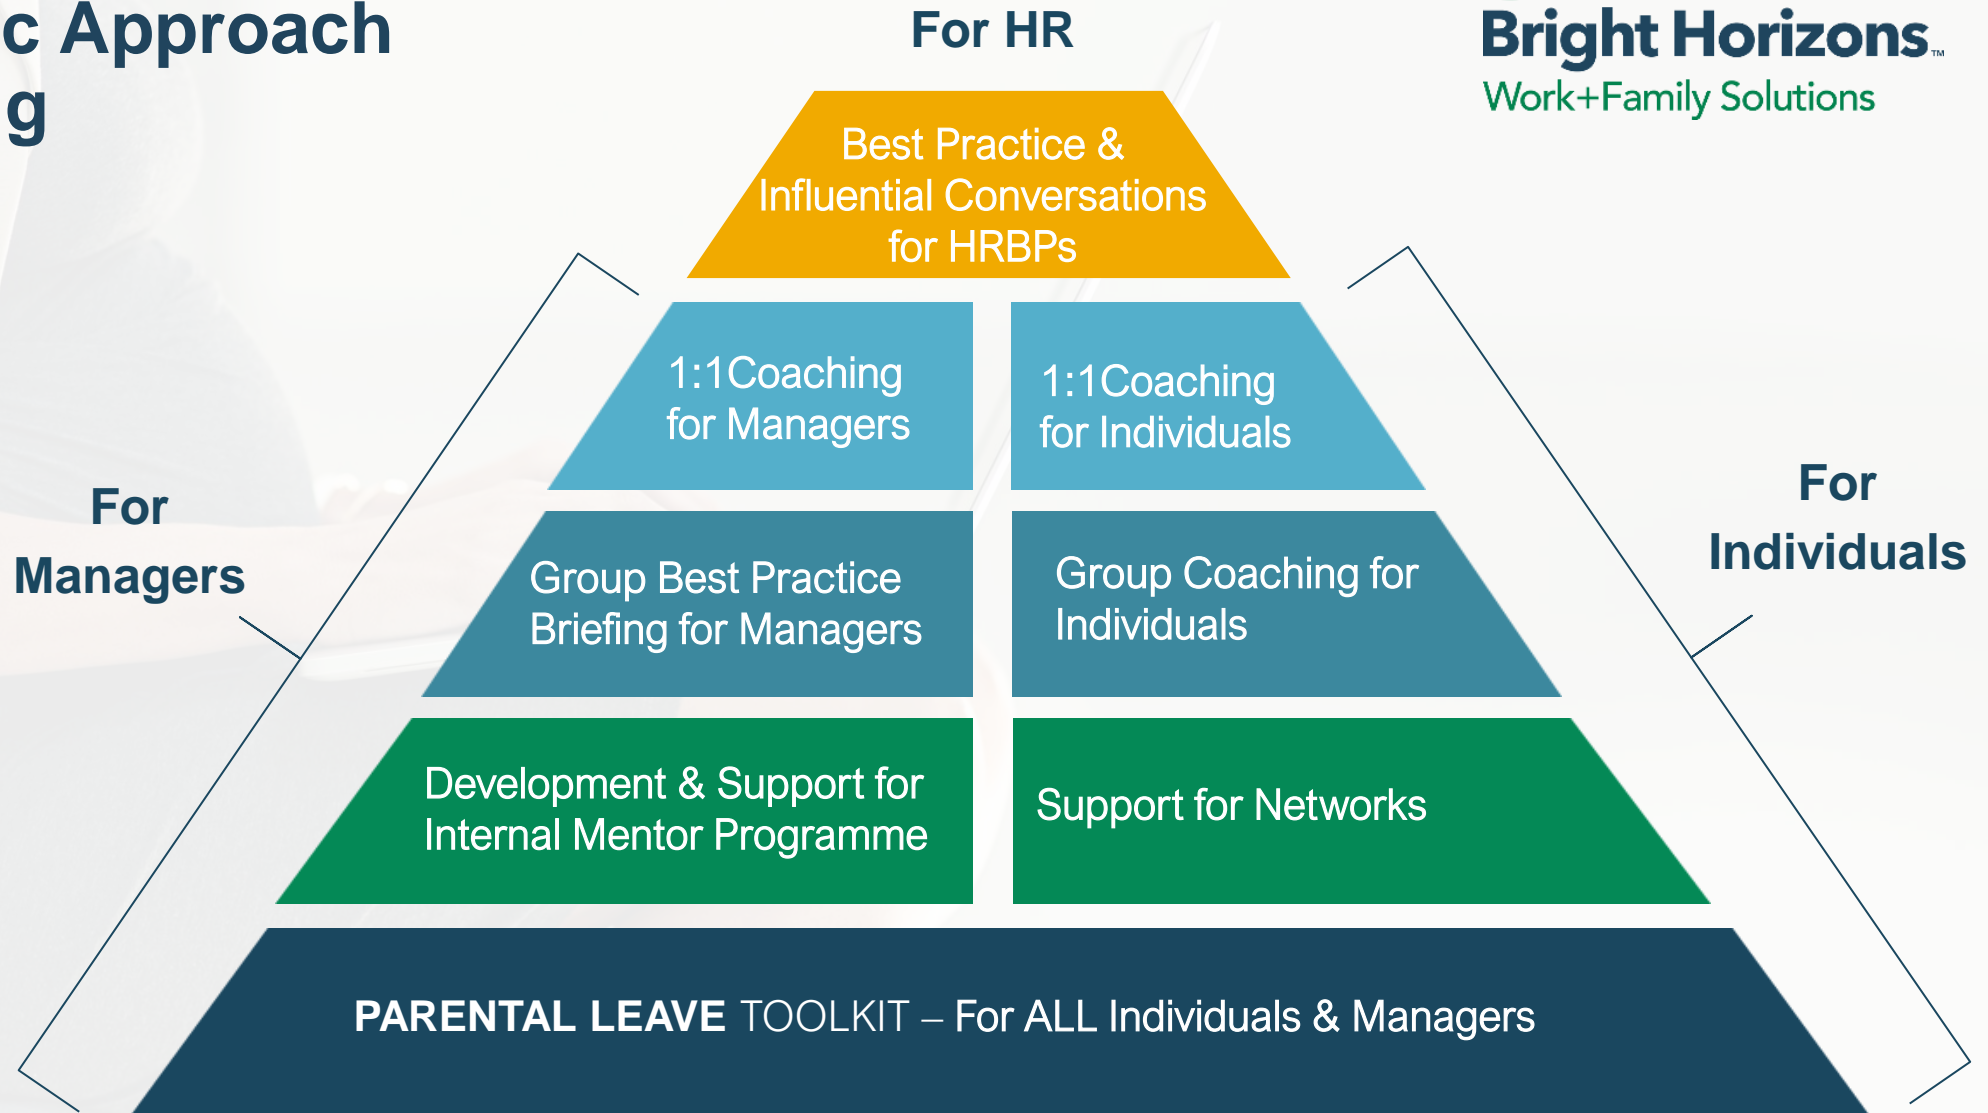 c Approach
g
For HR
Bright Horizons™
Work+Family Solutions
Best Practice &
Influential Conversations
for HRBPs
1:1Coaching
for Managers
1:1Coaching
for Individuals
For
Managers
For
Individuals
Group Best Practice
Briefing for Managers
Group Coaching for
Individuals
Development & Support for
Internal Mentor Programme
Support for Networks
PARENTAL LEAVE TOOLKIT – For ALL Individuals & Managers